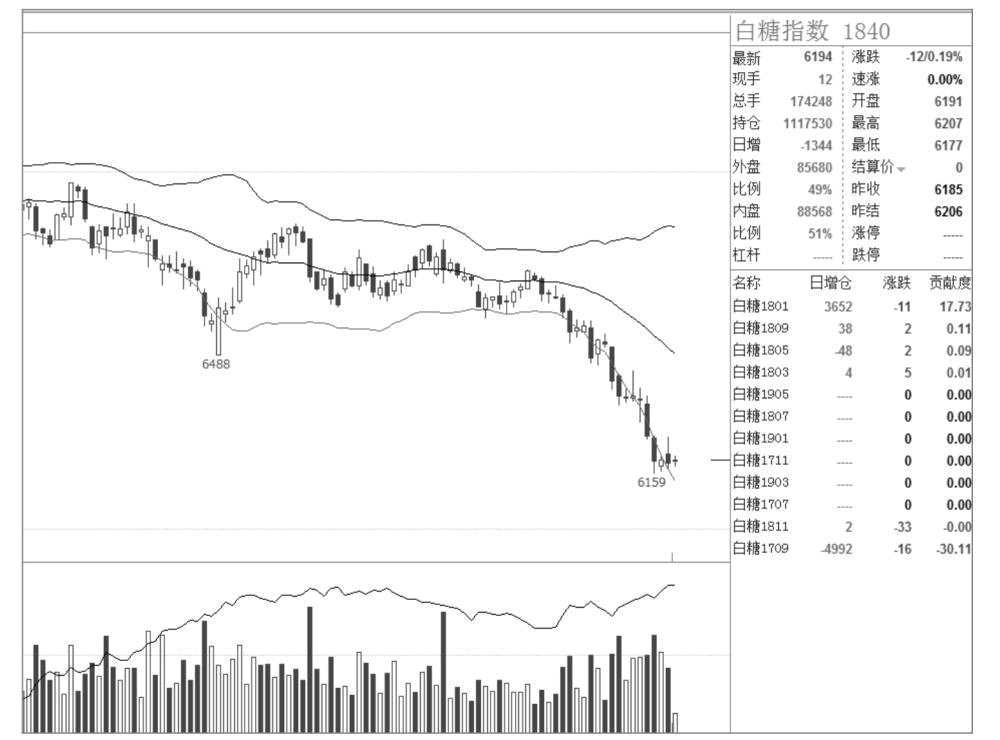 白糖指数 1840
最新 6194 涨跌 -12/0.19%
现手 12 速涨 0.00%
总手 174248 开盘 6191
持仓 1117530 最高 6207
日增 -1344 最低 6177
外盘 85680 结算价 0
比例 49% 昨收 6185
内盘 88568 昨结 6206
比例 51% 涨停 -----
杠杆 ----- 跌停 -----
名称 日增仓 涨跌 贡献度
白糖1801 3652 -11 17.73
白糖1809 38 2 0.11
白糖1805 -48 2 0.09
白糖1803 4 5 0.01
白糖1905 ---- 0 0.00
白糖1807 ---- 0 0.00
白糖1901 ---- 0 0.00
白糖1711 ---- 0 0.00
白糖1903 ---- 0 0.00
白糖1707 ---- 0 0.00
白糖1811 2 -33 -0.00
白糖1709 -4992 -16 -30.11
6488
6159